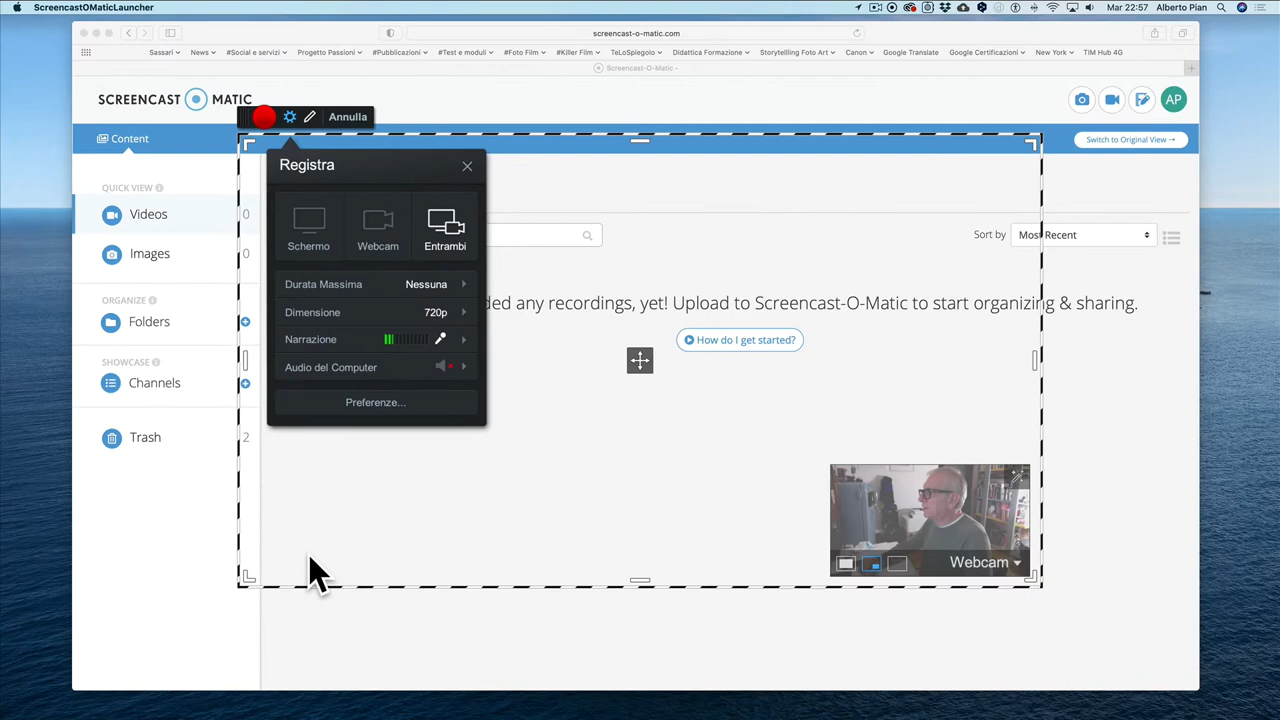 ScreencastOMaticLauncher
Mar 22:57
Alberto Pian
screencast-o-matic.com
Sassari
News
#Social e servizi
Progetto Passioni
#Pubblicazioni
#Test e moduli
#Foto Film
#Killer Film
TeLoSpiegolo
Didattica Formazione
Storytelling Foto Art
Canon
Google Translate
Google Certificazioni
New York
TIM Hub 4G
Screencast-O-Matic -
SCREENCAST MATIC
AP
Annulla
Content
Switch to Original View →
Registra
QUICK VIEW
Videos
0
Images
0
ORGANIZE
Folders
SHOWCASE
Channels
Trash
2
Schermo
Webcam
Entrambi
Durata Massima
Nessuna
Dimensione
720p
Narrazione
Audio del Computer
Preferenze...
Sort by
Most Recent
ded any recordings, yet! Upload to Screencast-O-Matic to start organizing & sharing.
How do I get started?
Webcam